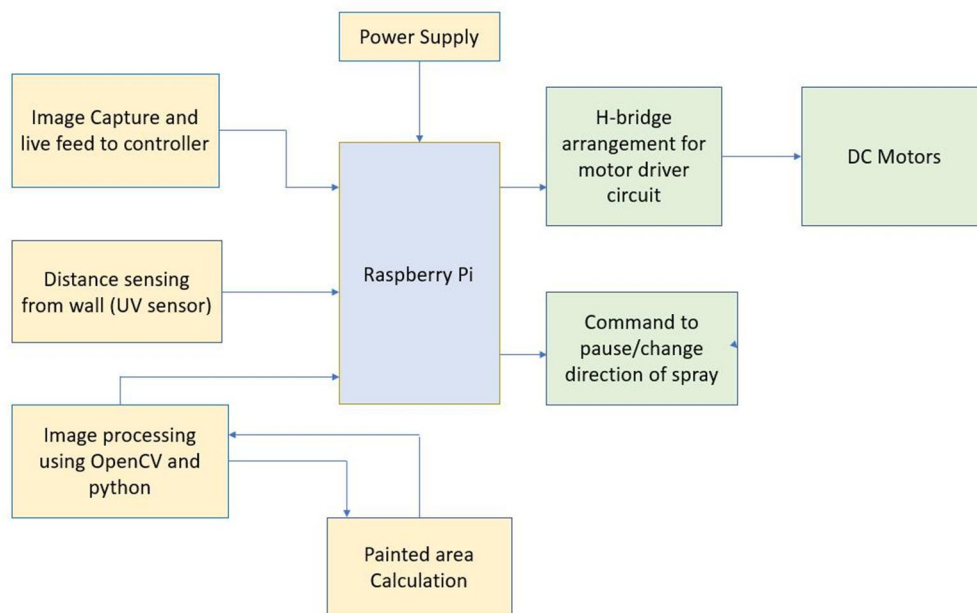 Power Supply
Image Capture and
live feed to controller
H-bridge
arrangement for
motor driver
circuit
DC Motors
Distance sensing
from wall (UV sensor)
Raspberry Pi
Command to
pause/change
direction of spray
Image processing
using OpenCV and
python
Painted area
Calculation